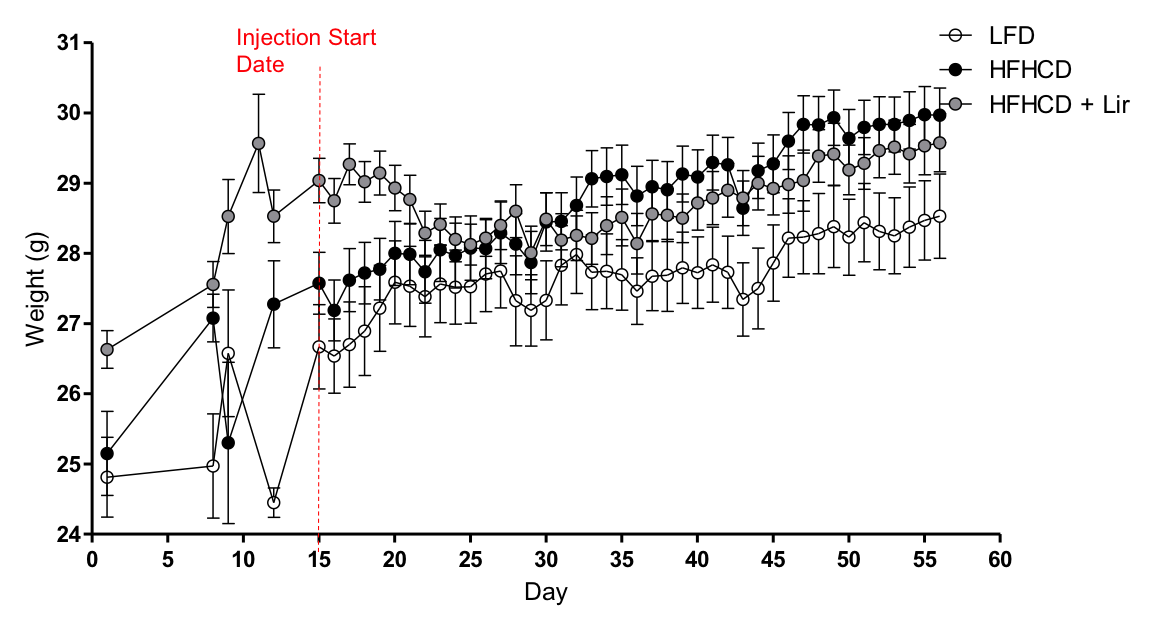 Injection Start
Date
LFD
HFHCD
HFHCD + Lir
Weight (g)
31
30
29
28
27
26
25
24
0 5 10 15 20 25 30 35 40 45 50 55 60
Day